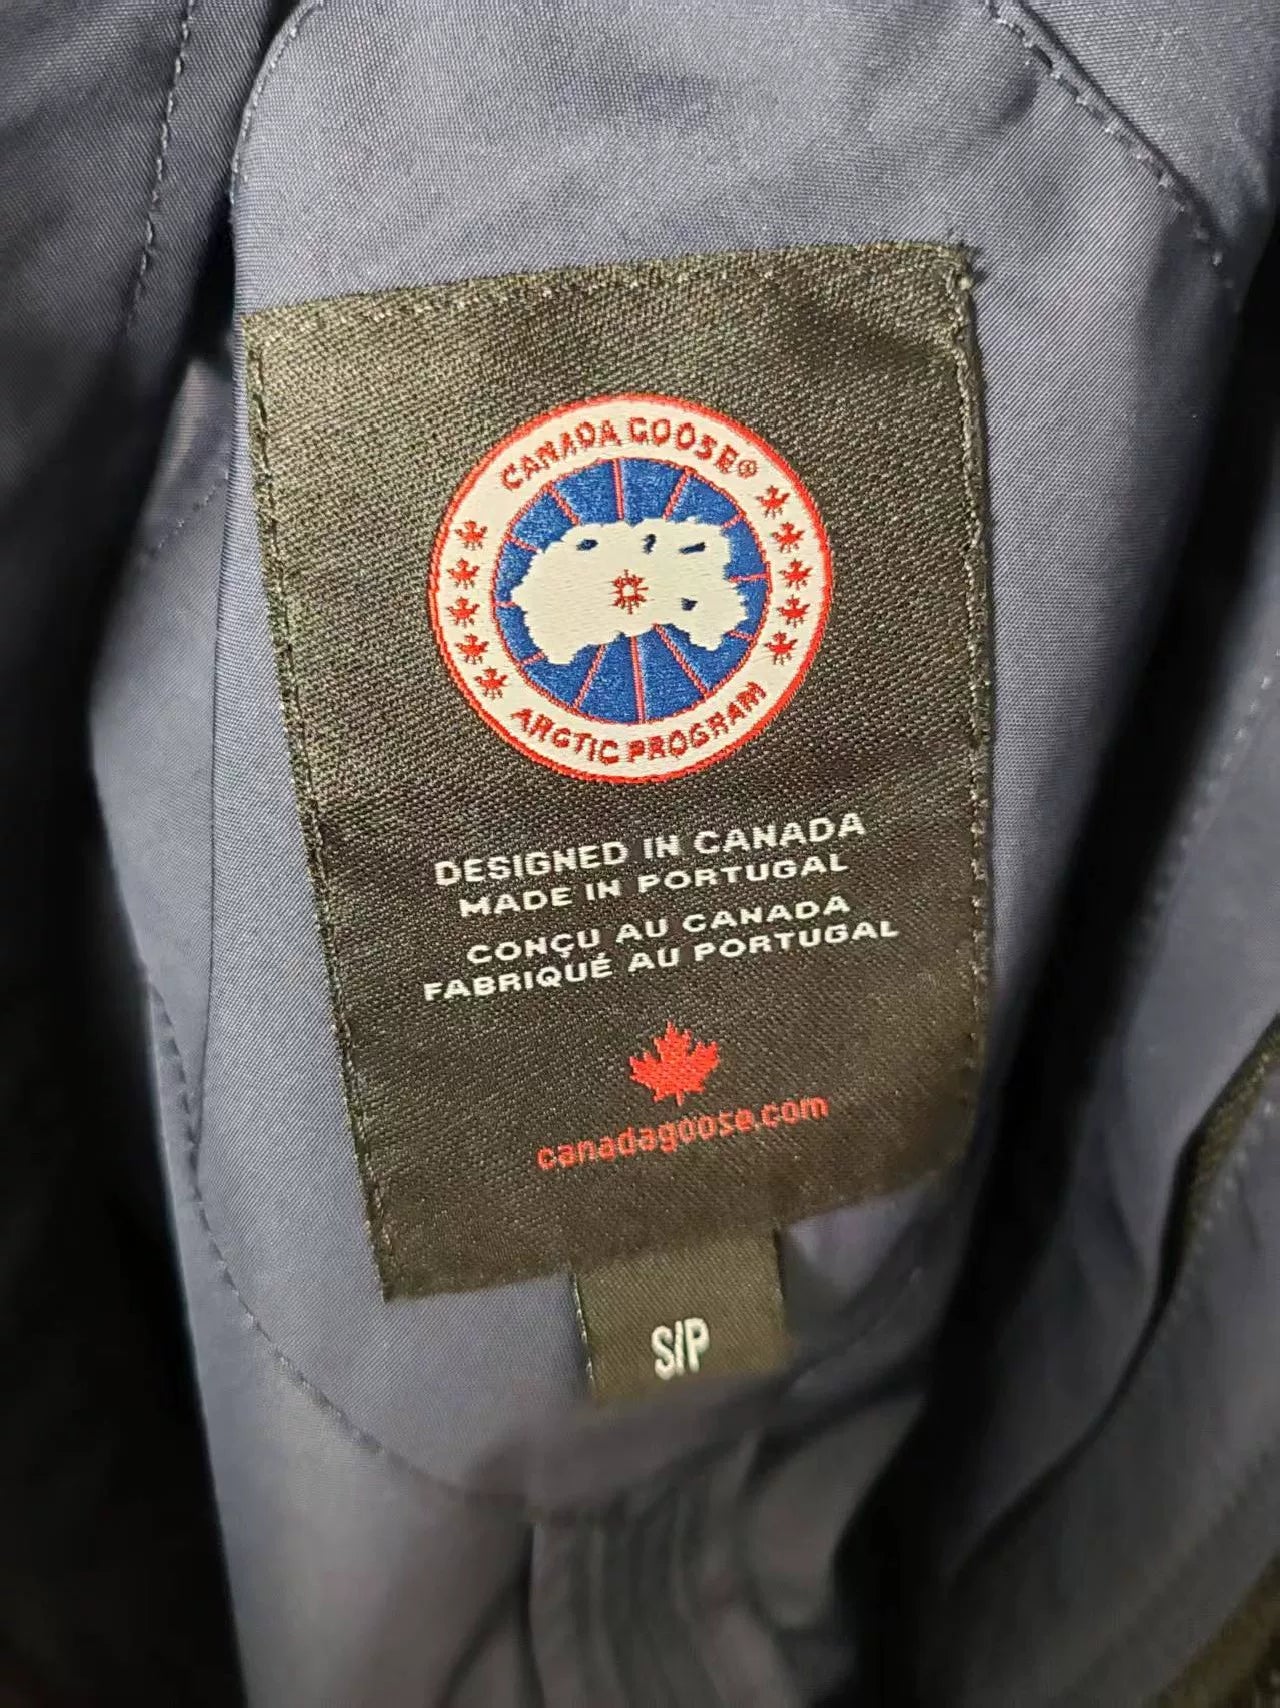 CANADA GOOSE®
ARCTIC PROGRAM
DESIGNED IN CANADA
MADE IN PORTUGAL
CONÇU AU CANADA
FABRIQUÉ AU PORTUGAL
canadagoose.com
S/P